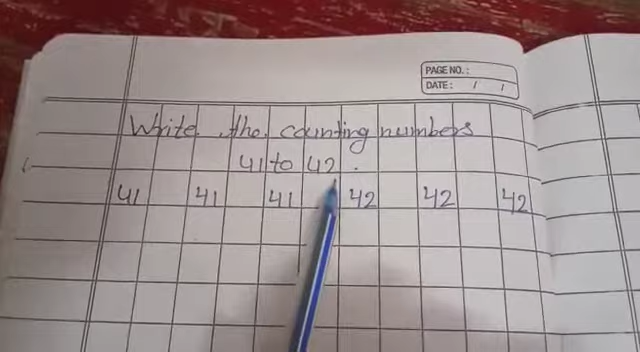 PAGE NO.:
DATE: / /
Write the counting numbers
41 to 42.
41 41 41 42 42 42